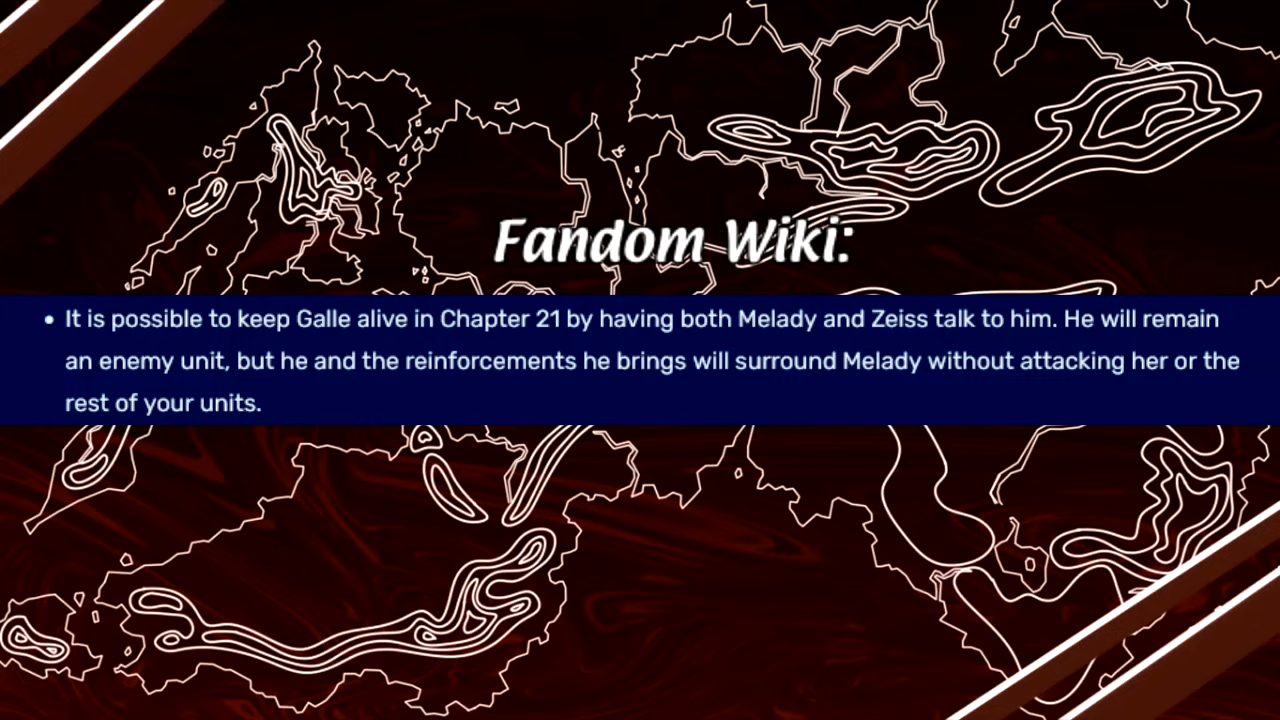 Fandom Wiki:
• It is possible to keep Galle alive in Chapter 21 by having both Melady and Zeiss talk to him. He will remain
an enemy unit, but he and the reinforcements he brings will surround Melady without attacking her or the
rest of your units.